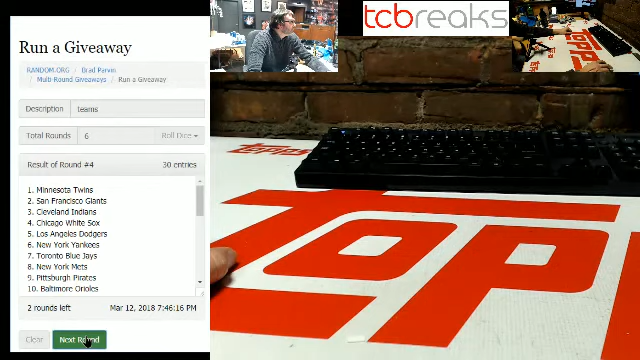 Run a Giveaway
RANDOM.ORG / Brad Parvin
/ Multi-Round Giveaways / Run a Giveaway
Description teams
Total Rounds 6 Roll Dice
Result of Round #4 30 entries
1. Minnesota Twins
2. San Francisco Giants
3. Cleveland Indians
4. Chicago White Sox
5. Los Angeles Dodgers
6. New York Yankees
7. Toronto Blue Jays
8. New York Mets
9. Pittsburgh Pirates
10. Baltimore Orioles
2 rounds left Mar 12, 2018 7:46:16 PM
Clear Next Round
tcbreaks
TOPPS
TOPP